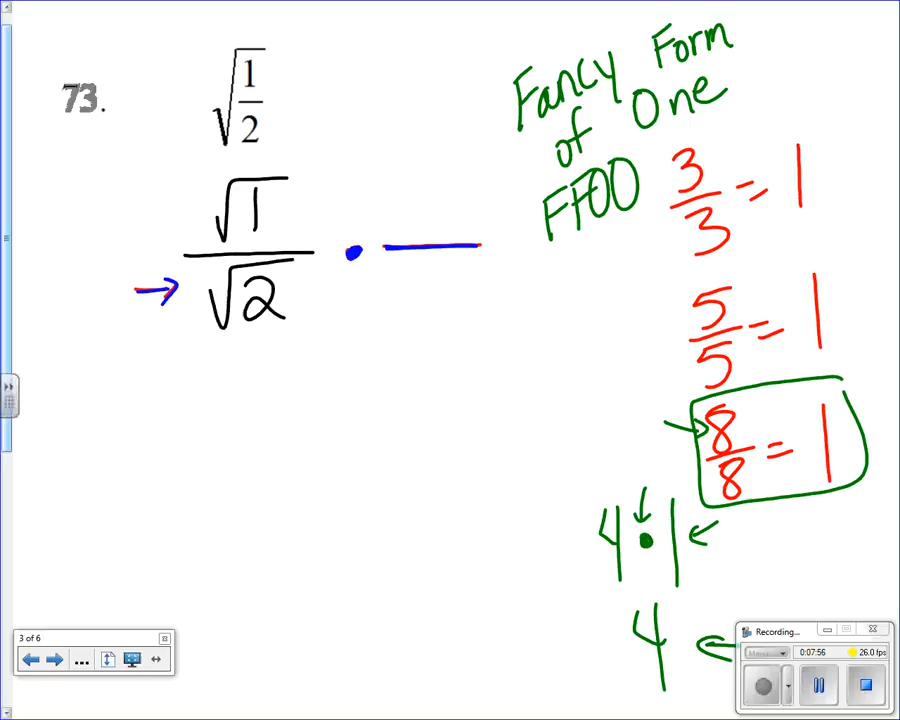 73.
√1/2
√1/√2 •
Fancy Form
of One
FFOO
3/3 = 1
5/5 = 1
8/8 = 1
4 • 1
4
3 of 6
...
Recording...
Menu
0:07:56
26.0 fps